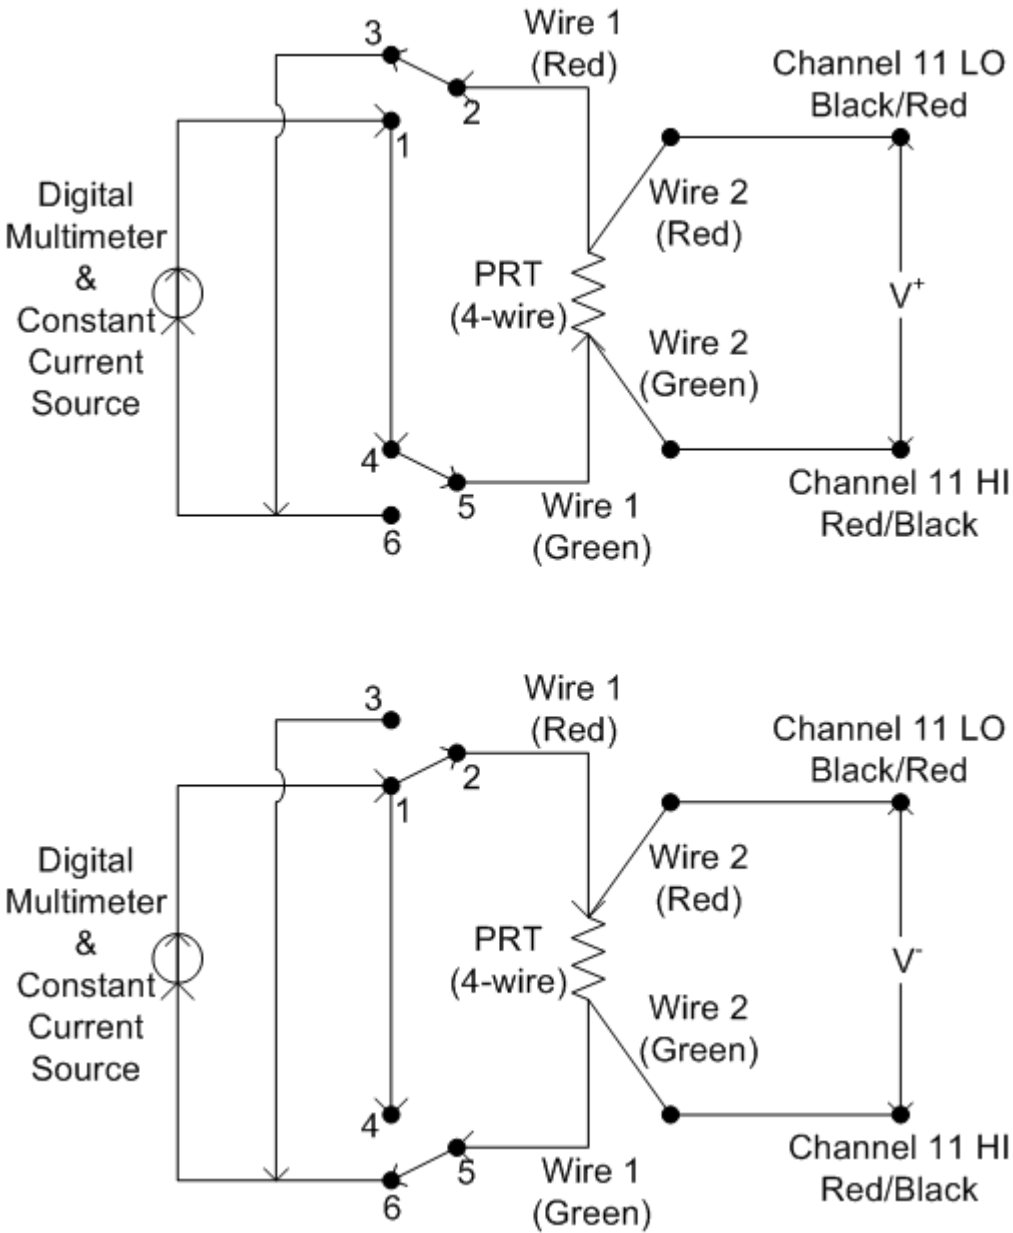 3
Wire 1
(Red)
Channel 11 LO
Black/Red
2
1
Digital
Multimeter
&
Constant
Current
Source
Wire 2
(Red)
PRT
(4-wire)
V+
Wire 2
(Green)
4
5
Wire 1
(Green)
6
Channel 11 HI
Red/Black
3
Wire 1
(Red)
Channel 11 LO
Black/Red
2
1
Digital
Multimeter
&
Constant
Current
Source
Wire 2
(Red)
PRT
(4-wire)
V-
Wire 2
(Green)
4
5
Wire 1
(Green)
6
Channel 11 HI
Red/Black